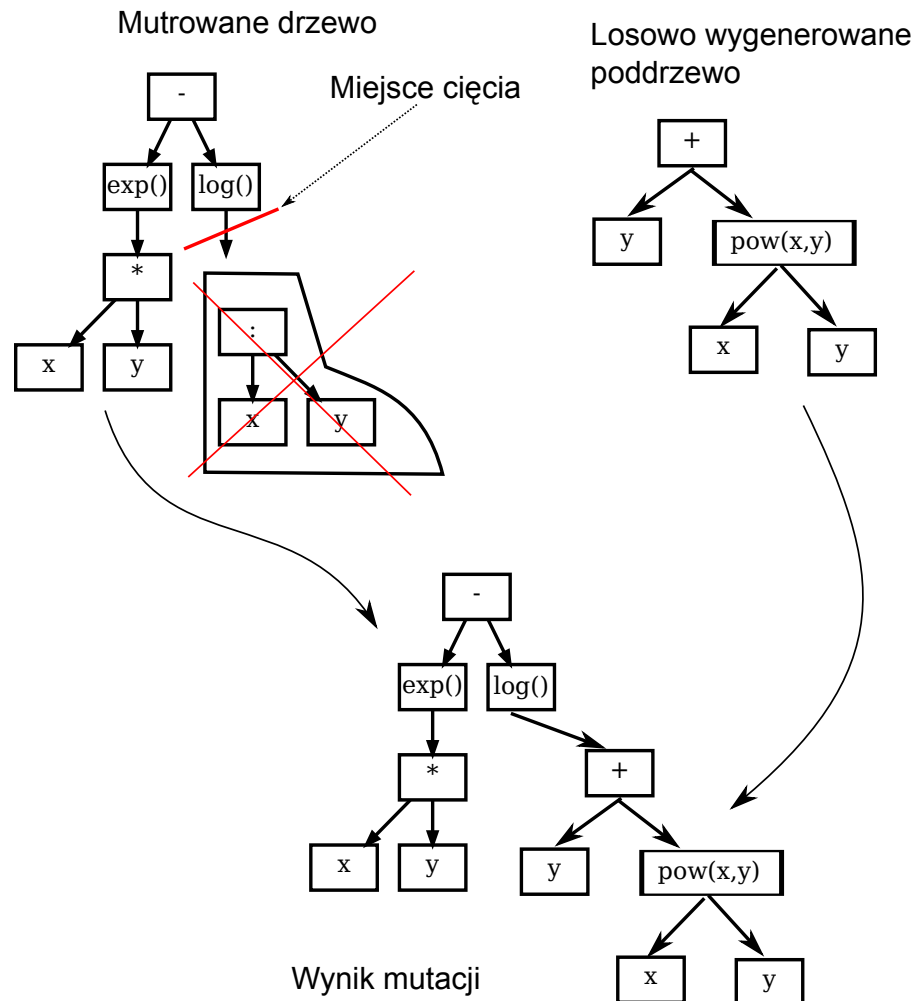 Mutrowane drzewo
Losowo wygenerowane
poddrzewo
Miejsce cięcia
-
exp()
log()
*
x
y
:
x
y
+
y
pow(x,y)
x
y
-
exp()
log()
*
+
x
y
y
pow(x,y)
x
y
Wynik mutacji